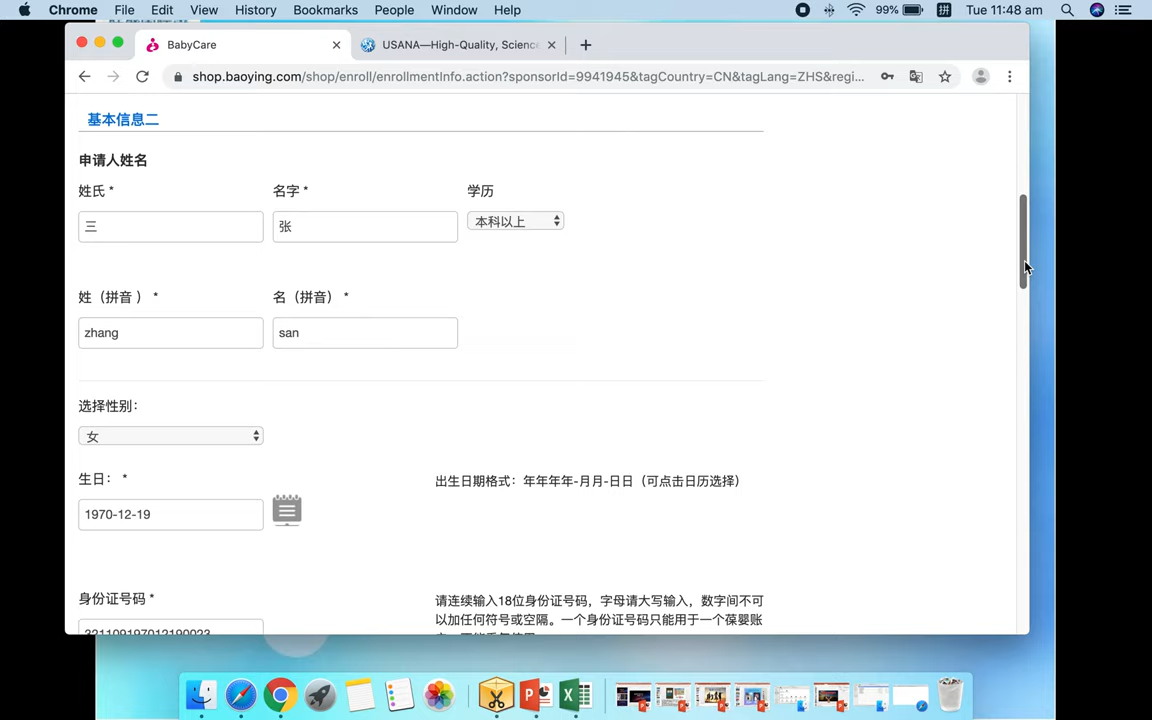 Chrome File Edit View History Bookmarks People Window Help 99% 拼 Tue 11:48 am
BabyCare
USANA—High-Quality, Science
shop.baoying.com/shop/enroll/enrollmentInfo.action?sponsorId=9941945&tagCountry=CN&tagLang=ZHS&regi...
基本信息二
申请人姓名
姓氏 * 名字 * 学历
三 张 本科以上
姓（拼音 ） * 名（拼音） *
zhang san
选择性别：
女
生日： * 出生日期格式：年年年年-月月-日日（可点击日历选择）
1970-12-19
身份证号码 * 请连续输入18位身份证号码，字母请大写输入，数字间不可
以加任何符号或空隔。一个身份证号码只能用于一个葆婴账
321109197012190023